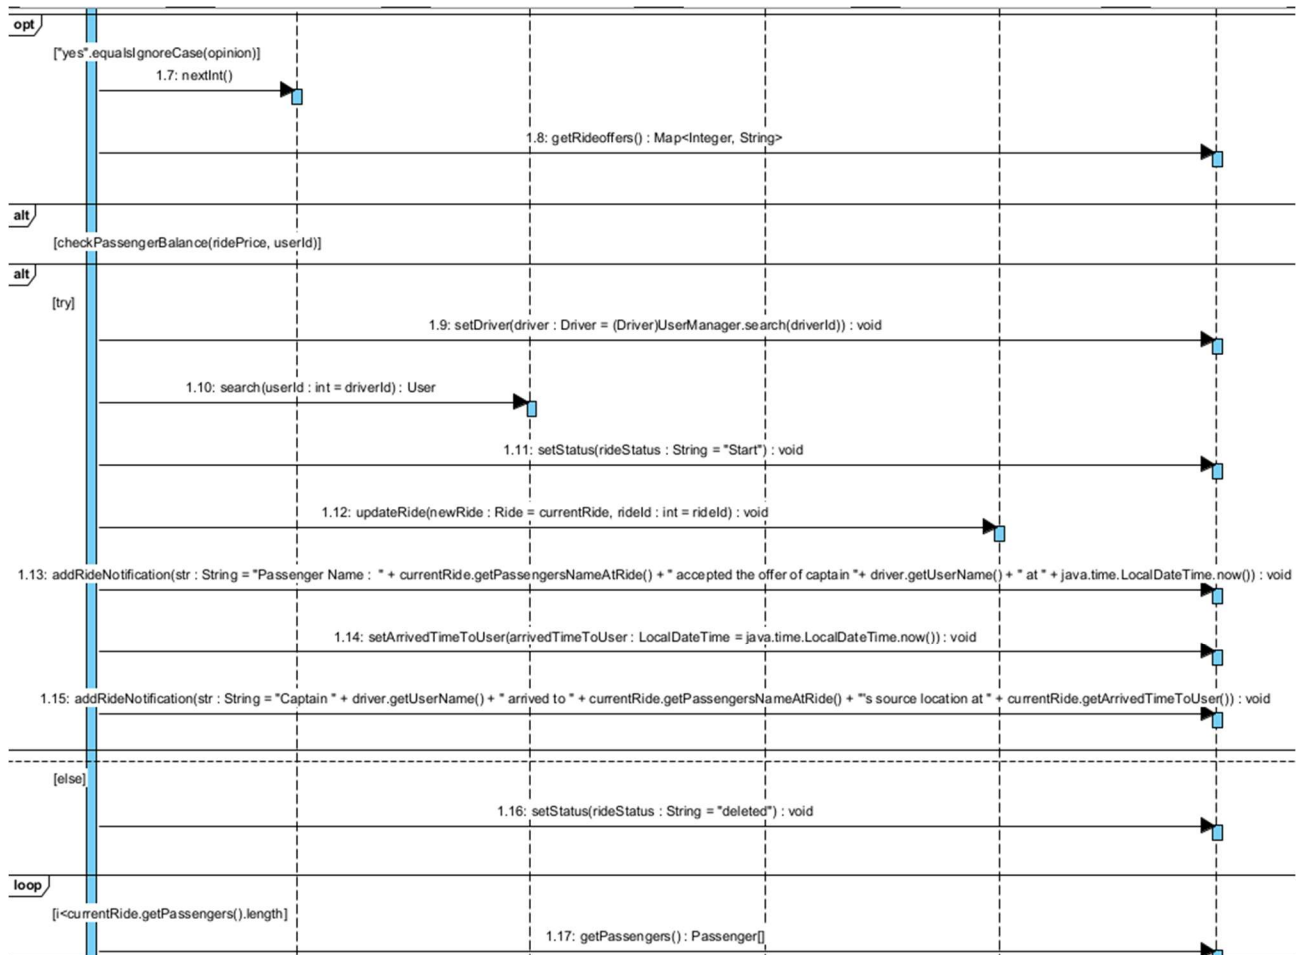 opt
["yes".equalsIgnoreCase(opinion)]
1.7: nextInt()
1.8: getRideoffers() : Map<Integer, String>
alt
[checkPassengerBalance(ridePrice, userId)]
alt
[try]
1.9: setDriver(driver : Driver = (Driver)UserManager.search(driverId)) : void
1.10: search(userId : int = driverId) : User
1.11: setStatus(rideStatus : String = "Start") : void
1.12: updateRide(newRide : Ride = currentRide, rideId : int = rideId) : void
1.13: addRideNotification(str : String = "Passenger Name :  " + currentRide.getPassengersNameAtRide() + " accepted the offer of captain "+ driver.getUserName() + " at " + java.time.LocalDateTime.now()) : void
1.14: setArrivedTimeToUser(arrivedTimeToUser : LocalDateTime = java.time.LocalDateTime.now()) : void
1.15: addRideNotification(str : String = "Captain " + driver.getUserName() + " arrived to " + currentRide.getPassengersNameAtRide() + "'s source location at " + currentRide.getArrivedTimeToUser()) : void
[else]
1.16: setStatus(rideStatus : String = "deleted") : void
loop
[i<currentRide.getPassengers().length]
1.17: getPassengers() : Passenger[]